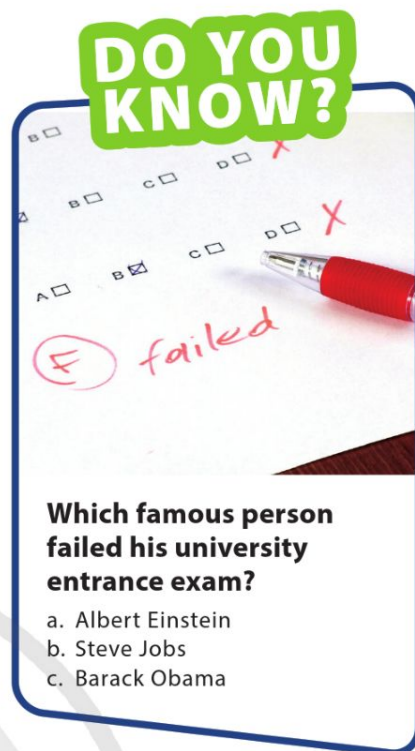 DO YOU
KNOW?
B
B C D X
A B C D X
F failed
Which famous person
failed his university
entrance exam?
a. Albert Einstein
b. Steve Jobs
c. Barack Obama